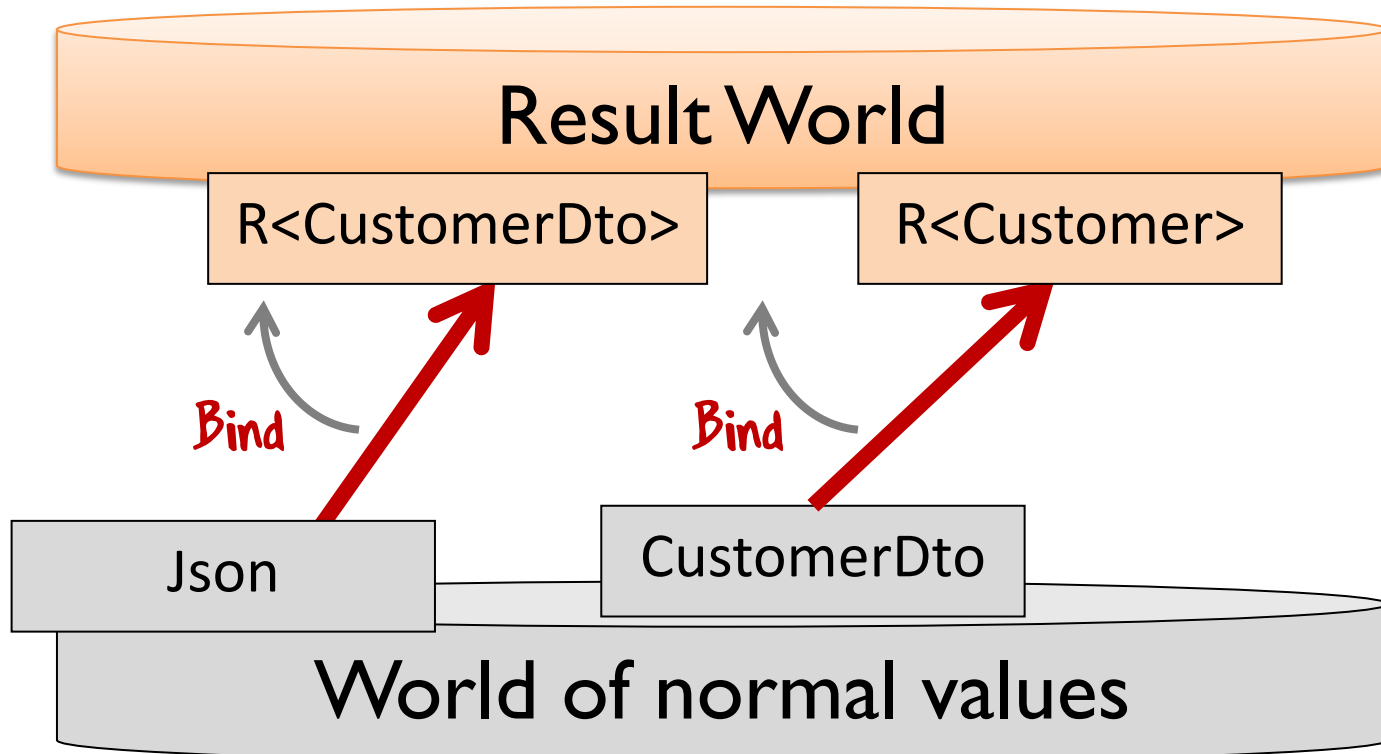 Result World
R<CustomerDto>
R<Customer>
Bind
Bind
Json
CustomerDto
World of normal values